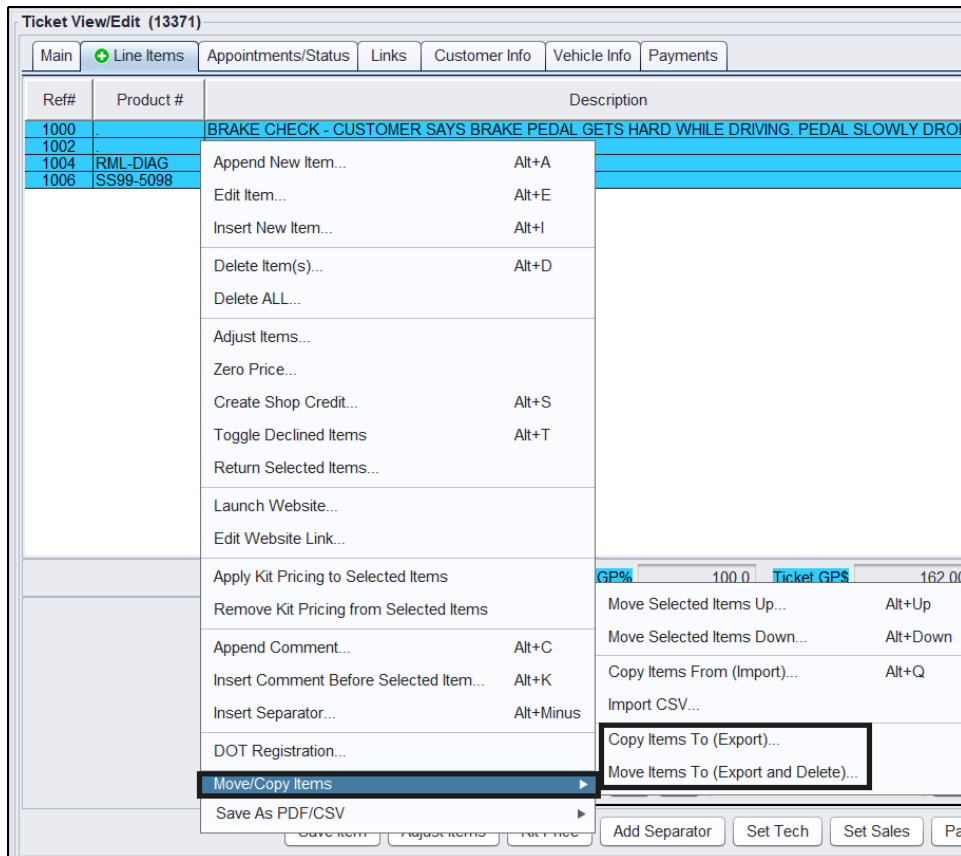 Ticket View/Edit (13371)
Main Line Items Appointments/Status Links Customer Info Vehicle Info Payments
Ref# Product # Description
1000 . BRAKE CHECK - CUSTOMER SAYS BRAKE PEDAL GETS HARD WHILE DRIVING. PEDAL SLOWLY DRO
1002 .
1004 RML-DIAG
1006 SS99-5098
Append New Item... Alt+A
Edit Item... Alt+E
Insert New Item... Alt+I
Delete Item(s)... Alt+D
Delete ALL...
Adjust Items...
Zero Price...
Create Shop Credit... Alt+S
Toggle Declined Items Alt+T
Return Selected Items...
Launch Website...
Edit Website Link...
Apply Kit Pricing to Selected Items
Remove Kit Pricing from Selected Items
Append Comment... Alt+C
Insert Comment Before Selected Item... Alt+K
Insert Separator... Alt+Minus
DOT Registration...
Move/Copy Items
Save As PDF/CSV
GP% 100.0 Ticket GP$ 162.00
Move Selected Items Up... Alt+Up
Move Selected Items Down... Alt+Down
Copy Items From (Import)... Alt+Q
Import CSV...
Copy Items To (Export)...
Move Items To (Export and Delete)...
Save Item Adjust Items Kit Price Add Separator Set Tech Set Sales Pa